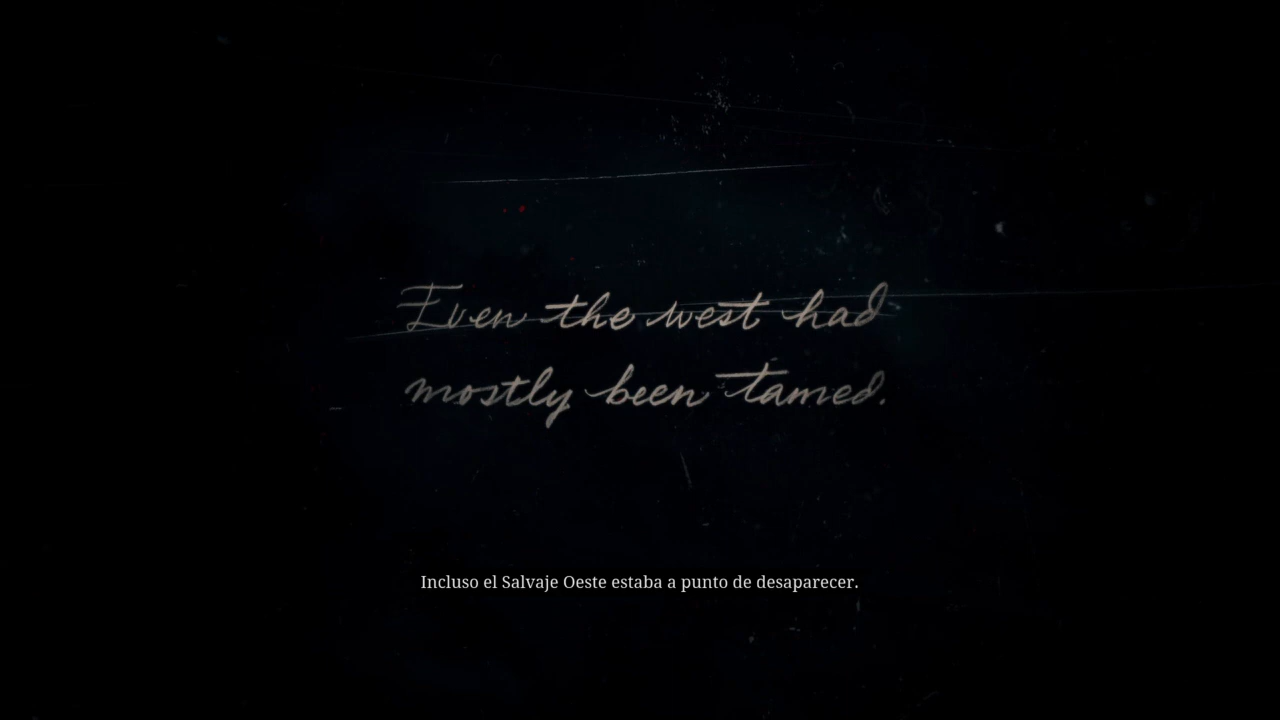 Even the west had
mostly been tamed.
Incluso el Salvaje Oeste estaba a punto de desaparecer.